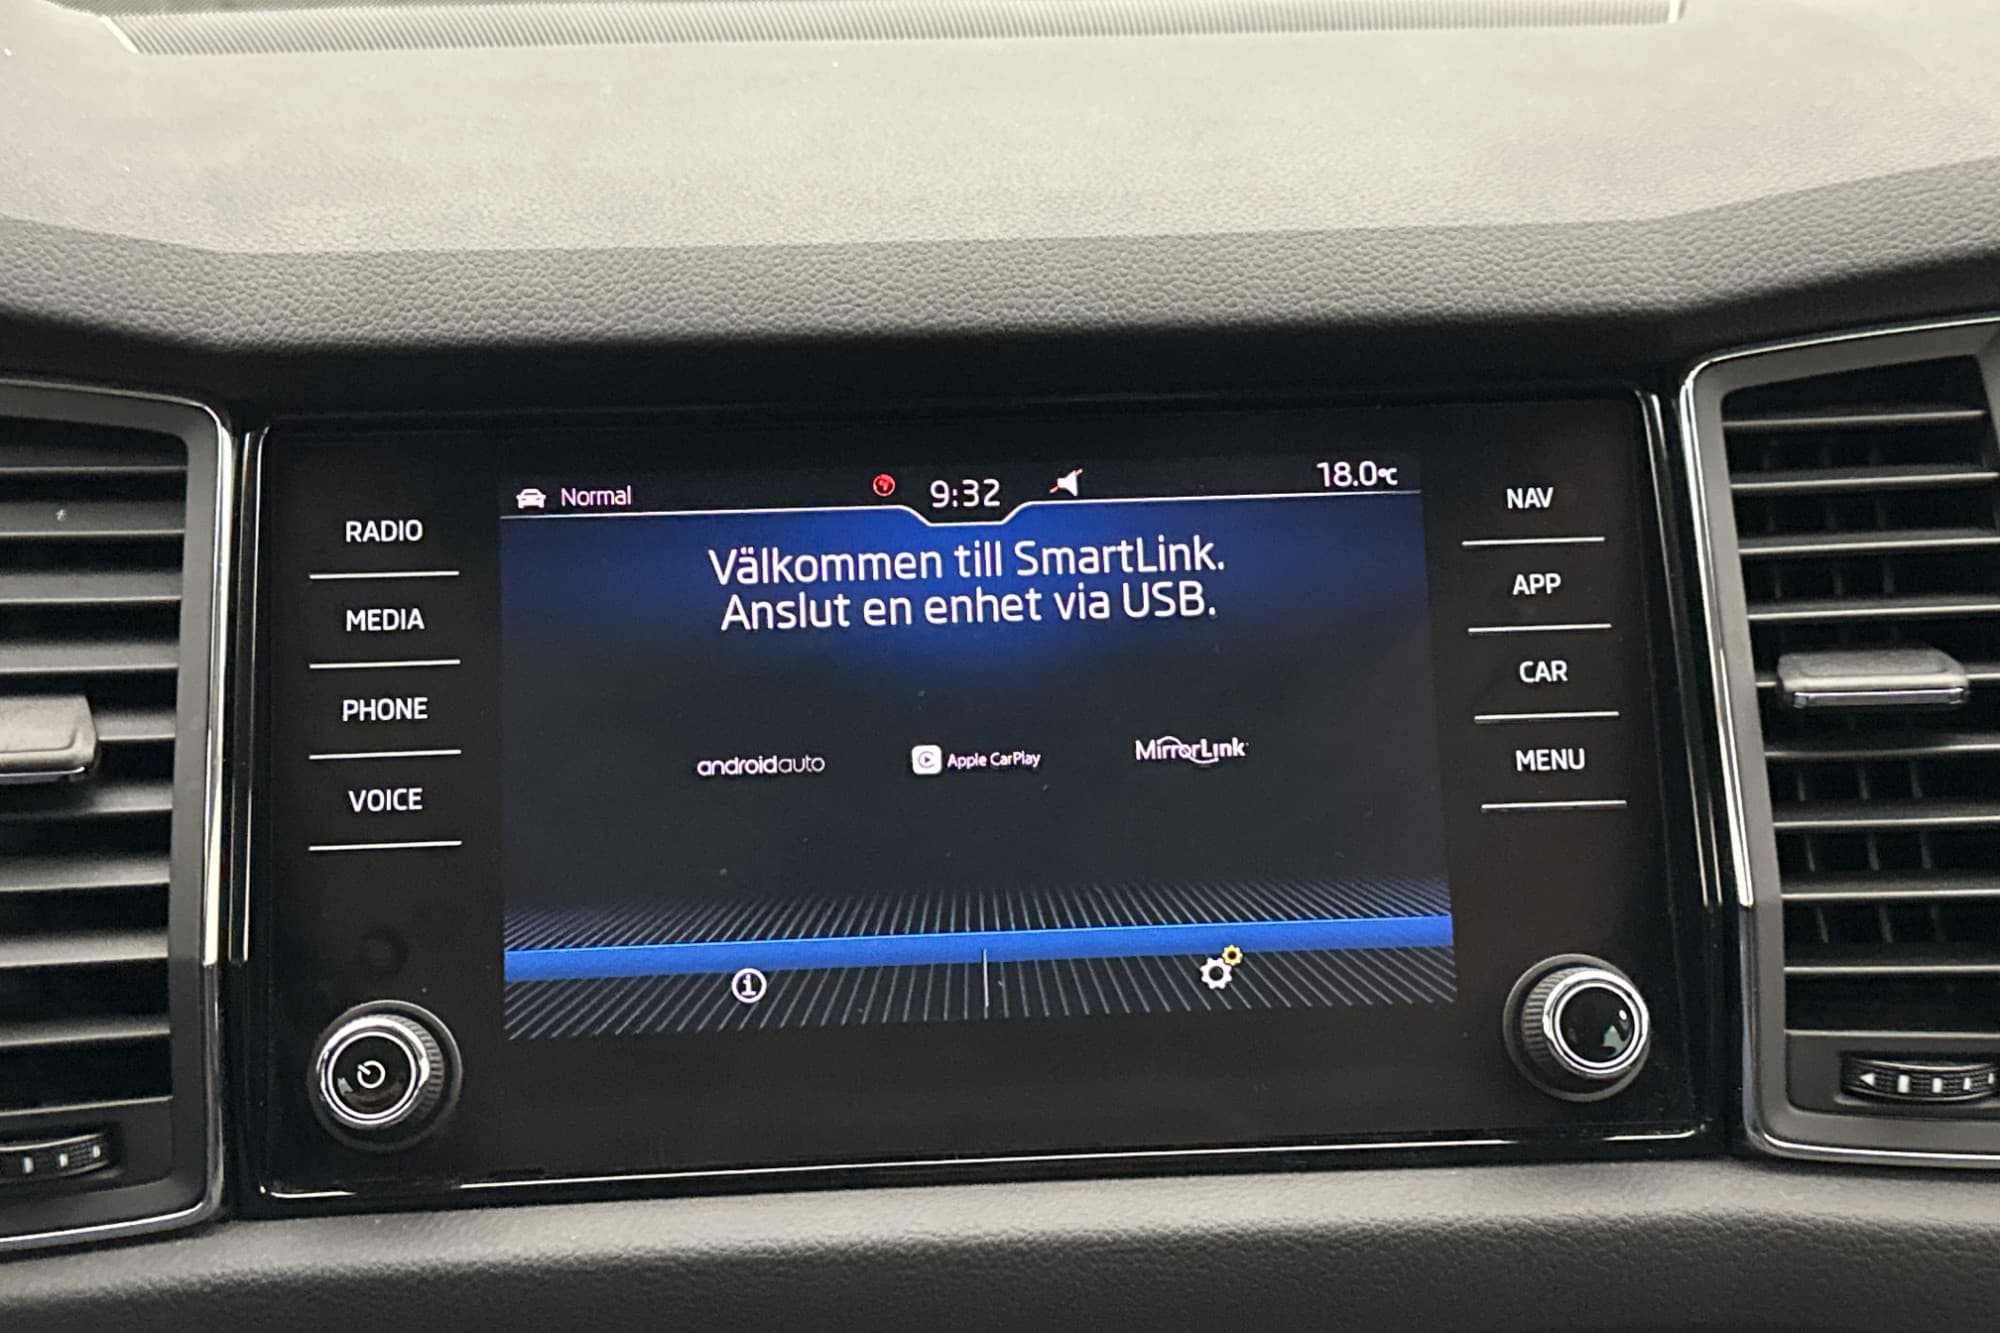 Normal
9:32
18.0°C
RADIO
MEDIA
PHONE
VOICE
Välkommen till SmartLink.
Anslut en enhet via USB.
androidauto
Apple CarPlay
MirrorLink
NAV
APP
CAR
MENU